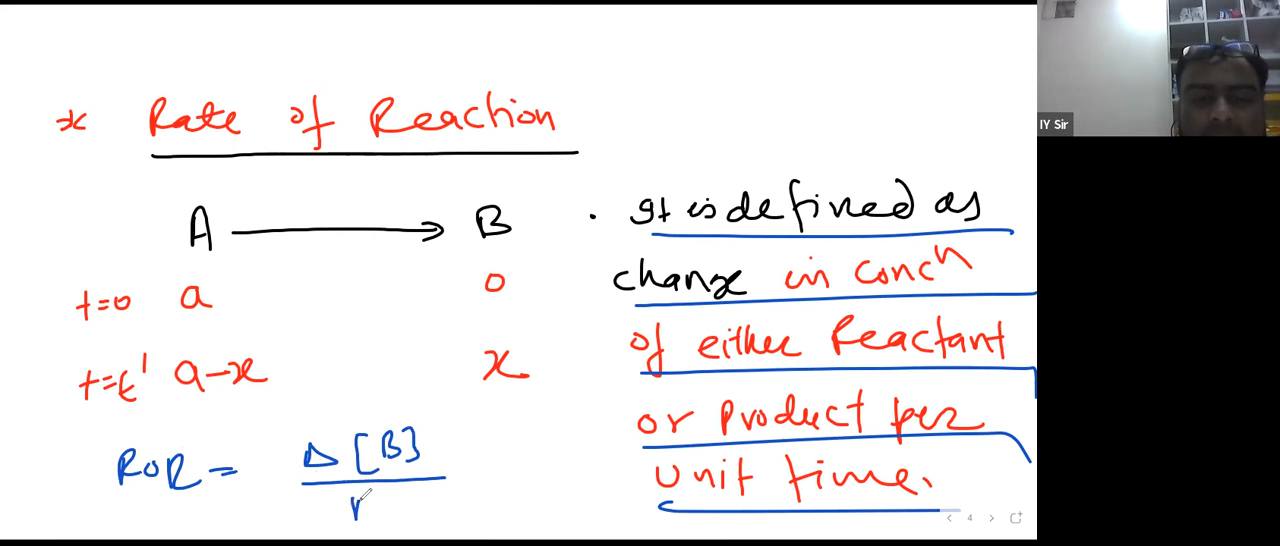 * Rate of Reaction
A ⟶ B
t=0 a 0
t=t' a-x x
ROR = Δ[B]
· It is defined as
change in concn
of either Reactant
or Product per
unit time.
IY Sir
4